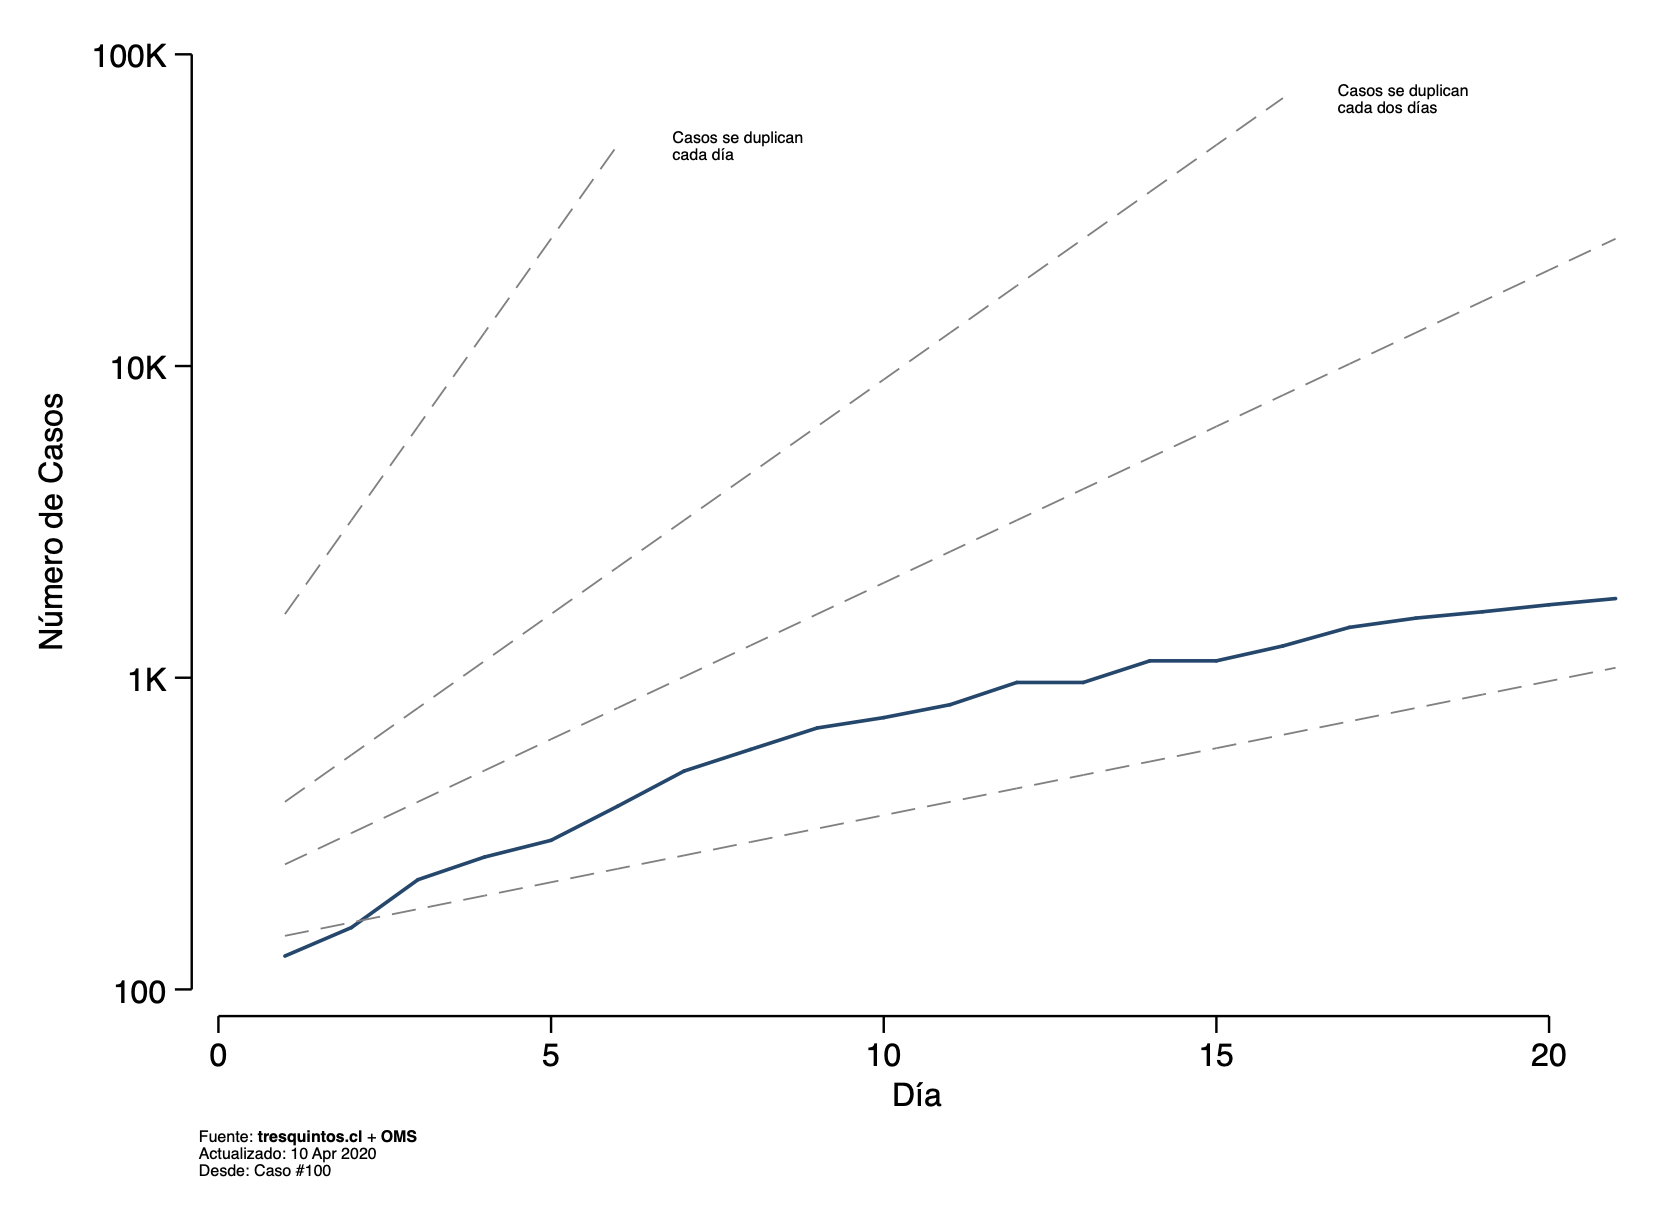 100K
10K
1K
100
Número de Casos
Casos se duplican
cada día
Casos se duplican
cada dos días
0
5
10
15
20
Día
Fuente: tresquintos.cl + OMS
Actualizado: 10 Apr 2020
Desde: Caso #100